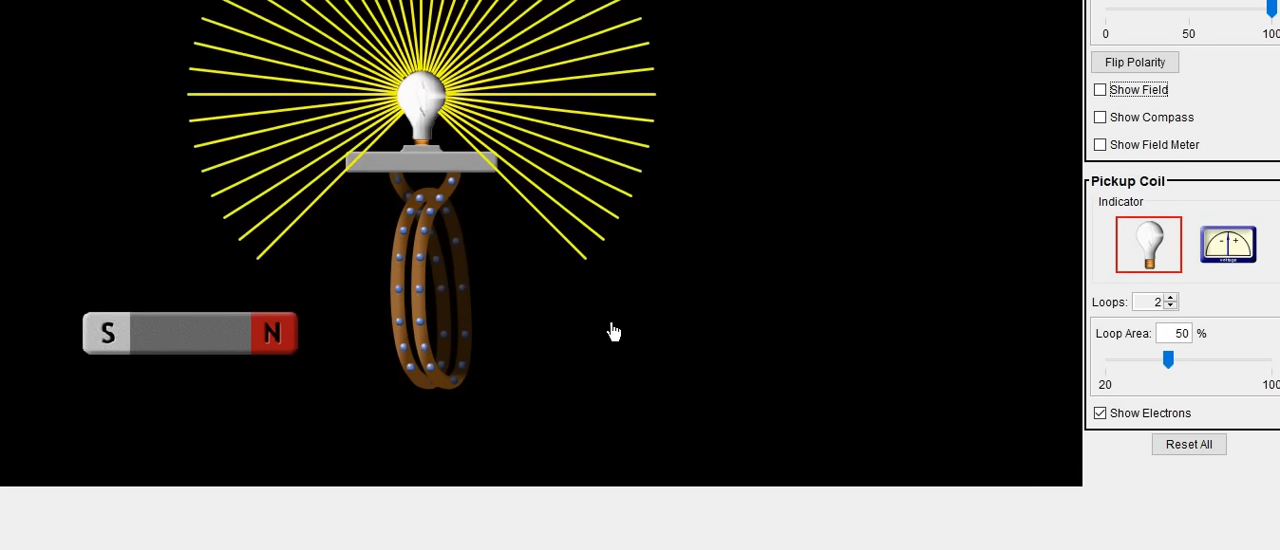 0 50 100
Flip Polarity
Show Field
Show Compass
Show Field Meter
Pickup Coil
Indicator
- +
voltage
Loops: 2
Loop Area: 50 %
20 100
Show Electrons
Reset All
S N